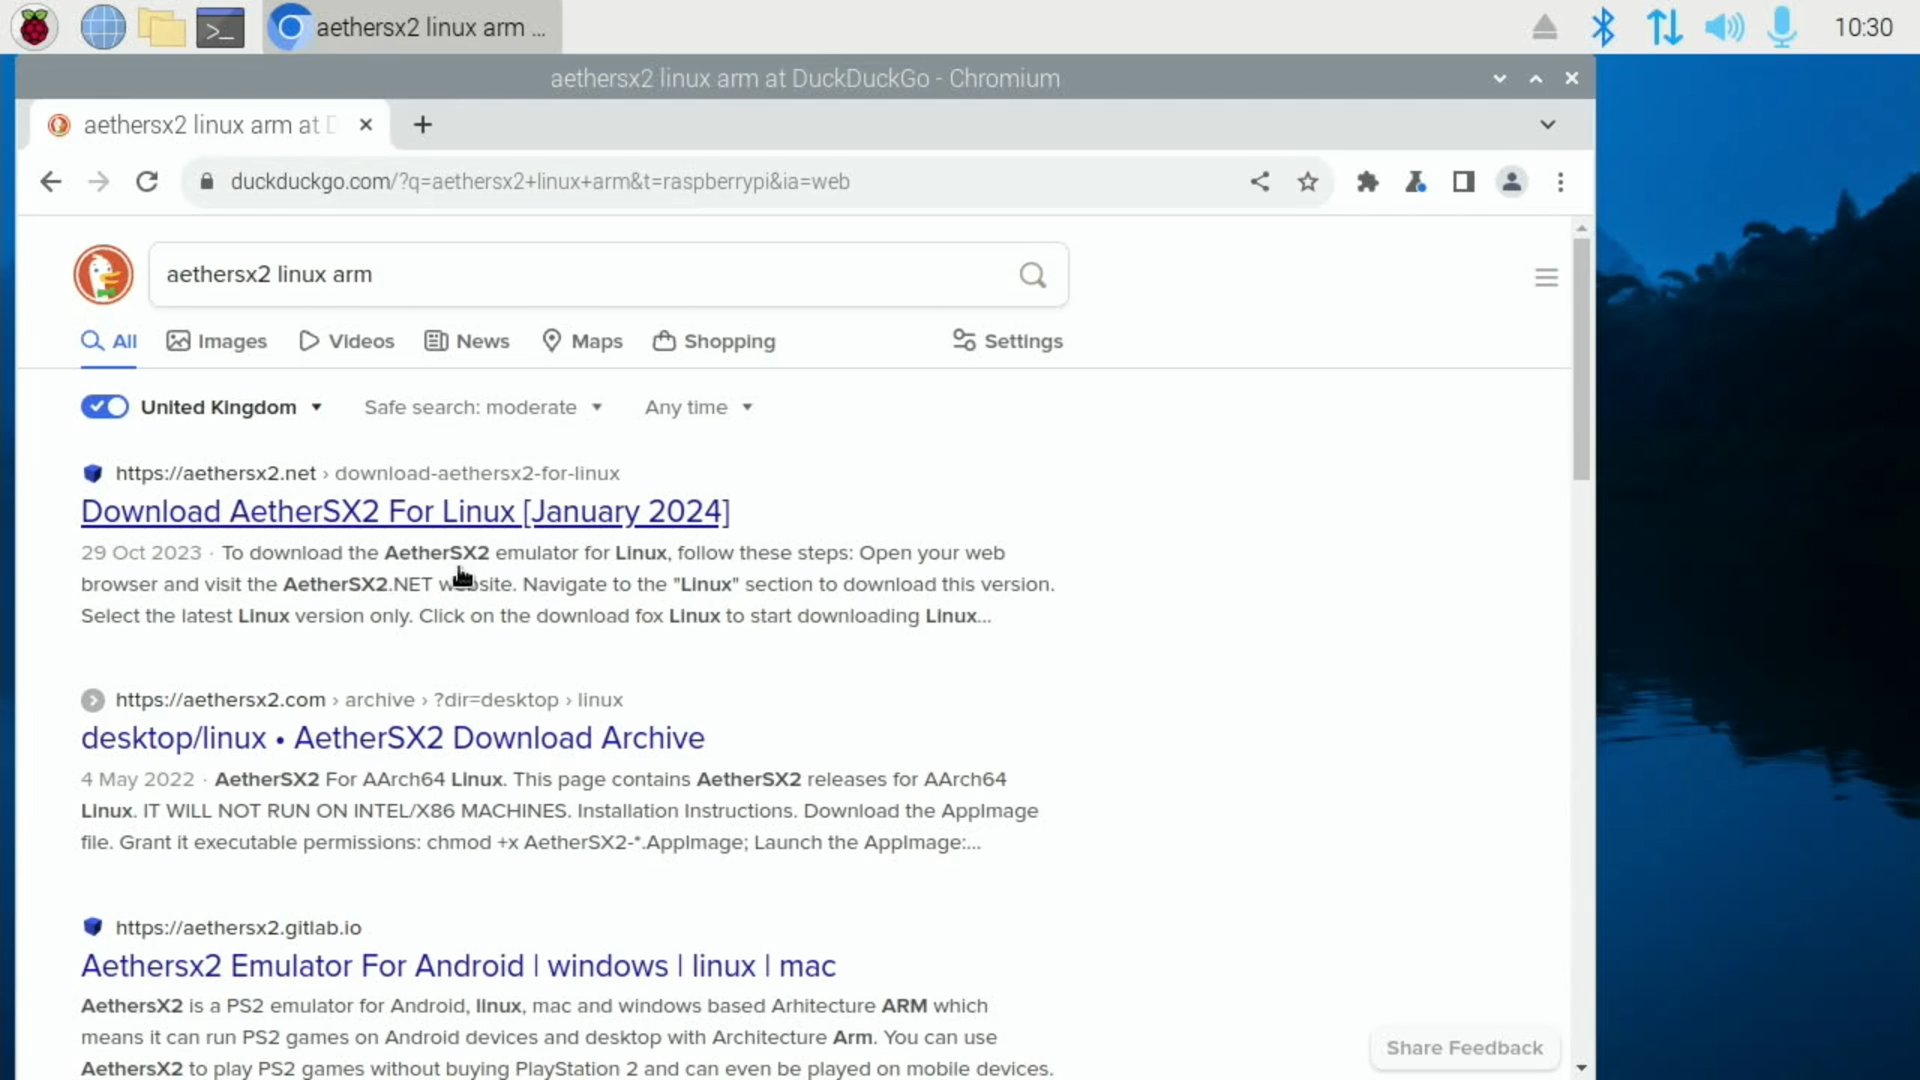 aethersx2 linux arm ...
10:30
aethersx2 linux arm at DuckDuckGo - Chromium
aethersx2 linux arm at
duckduckgo.com/?q=aethersx2+linux+arm&t=raspberrypi&ia=web
aethersx2 linux arm
All Images Videos News Maps Shopping Settings
United Kingdom Safe search: moderate Any time
https://aethersx2.net › download-aethersx2-for-linux
Download AetherSX2 For Linux [January 2024]
29 Oct 2023 · To download the AetherSX2 emulator for Linux, follow these steps: Open your web
browser and visit the AetherSX2.NET website. Navigate to the "Linux" section to download this version.
Select the latest Linux version only. Click on the download fox Linux to start downloading Linux...
https://aethersx2.com › archive › ?dir=desktop › linux
desktop/linux • AetherSX2 Download Archive
4 May 2022 · AetherSX2 For AArch64 Linux. This page contains AetherSX2 releases for AArch64
Linux. IT WILL NOT RUN ON INTEL/X86 MACHINES. Installation Instructions. Download the AppImage
file. Grant it executable permissions: chmod +x AetherSX2-*.AppImage; Launch the AppImage:...
https://aethersx2.gitlab.io
Aethersx2 Emulator For Android | windows | linux | mac
AethersX2 is a PS2 emulator for Android, linux, mac and windows based Arhitecture ARM which
means it can run PS2 games on Android devices and desktop with Architecture Arm. You can use
AethersX2 to play PS2 games without buying PlayStation 2 and can even be played on mobile devices.
Share Feedback